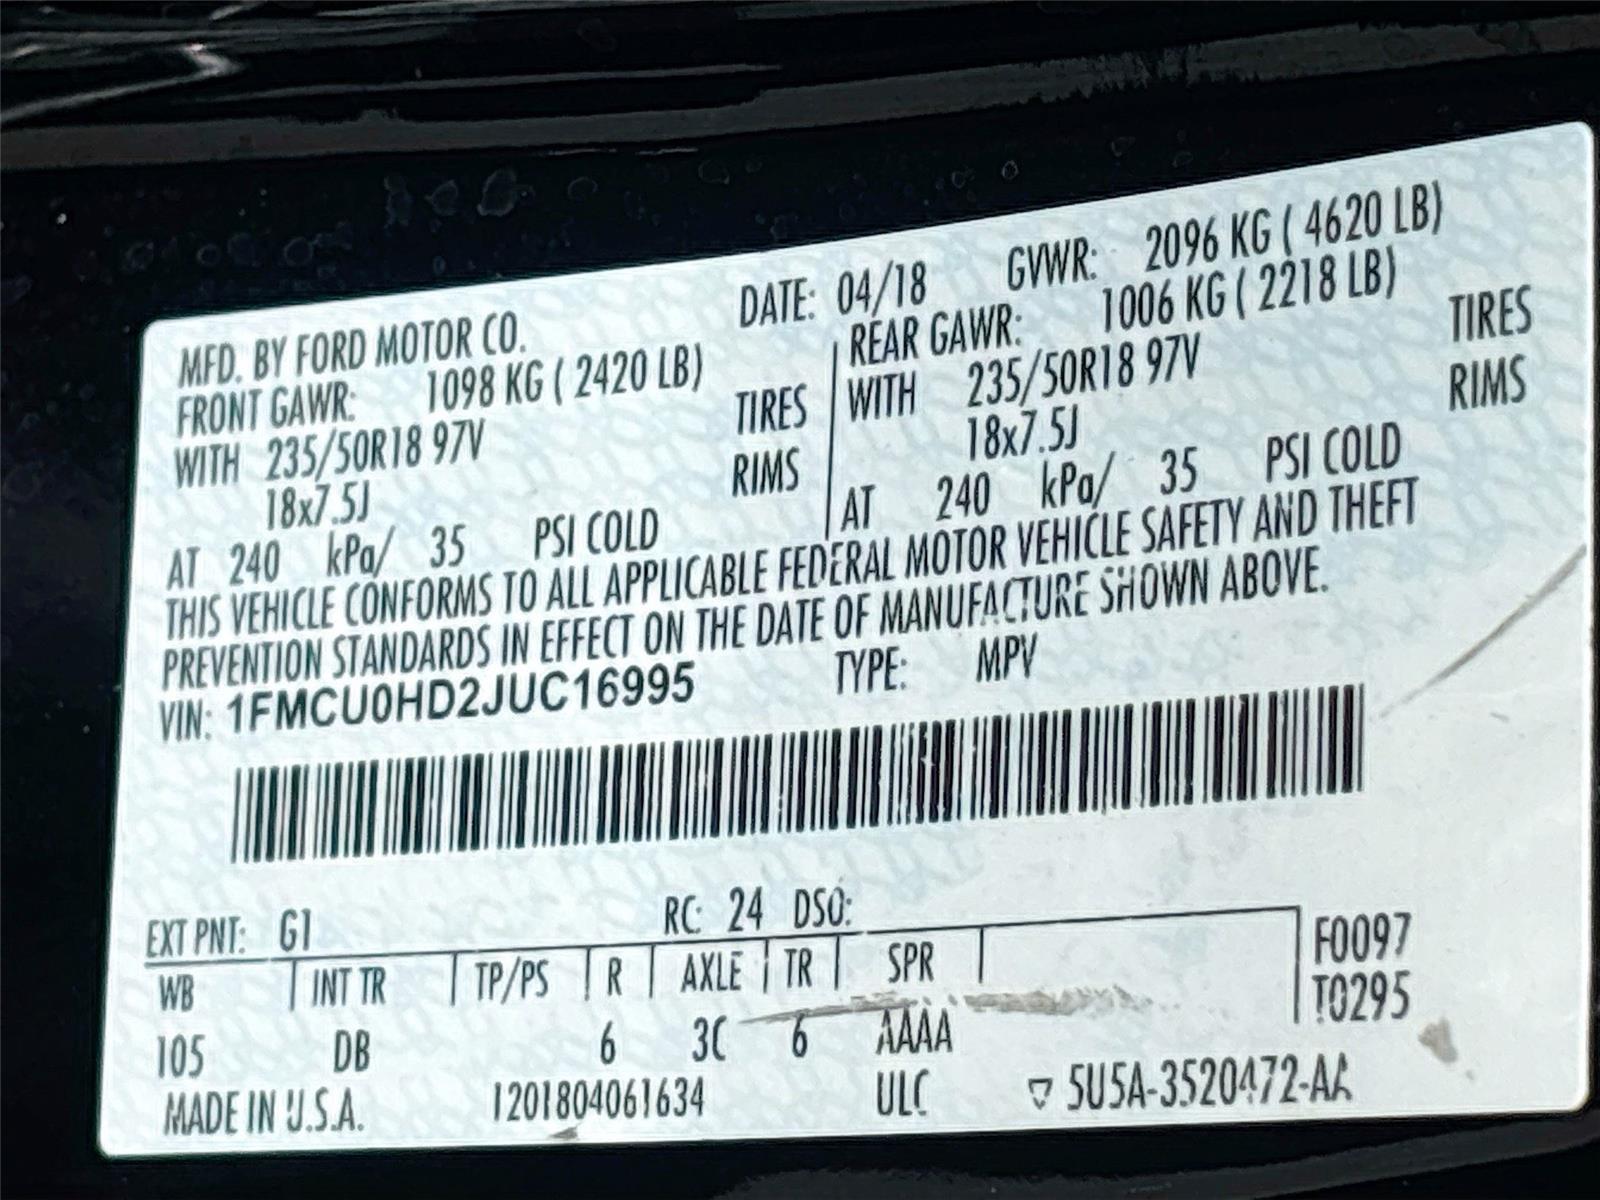 MFD. BY FORD MOTOR CO. DATE: 04/18 GVWR: 2096 KG ( 4620 LB)
FRONT GAWR: 1098 KG ( 2420 LB) REAR GAWR: 1006 KG ( 2218 LB)
WITH 235/50R18 97V TIRES WITH 235/50R18 97V TIRES
18x7.5J RIMS 18x7.5J RIMS
AT 240 kPa/ 35 PSI COLD AT 240 kPa/ 35 PSI COLD
THIS VEHICLE CONFORMS TO ALL APPLICABLE FEDERAL MOTOR VEHICLE SAFETY AND THEFT
PREVENTION STANDARDS IN EFFECT ON THE DATE OF MANUFACTURE SHOWN ABOVE.
VIN: 1FMCU0HD2JUC16995 TYPE: MPV
EXT PNT: G1 RC: 24 DSO:
WB INT TR TP/PS R AXLE TR SPR F0097
T0295
105 DB 6 3C 6 AAAA
MADE IN U.S.A. 1201804061634 ULC 5U5A-3520472-AA